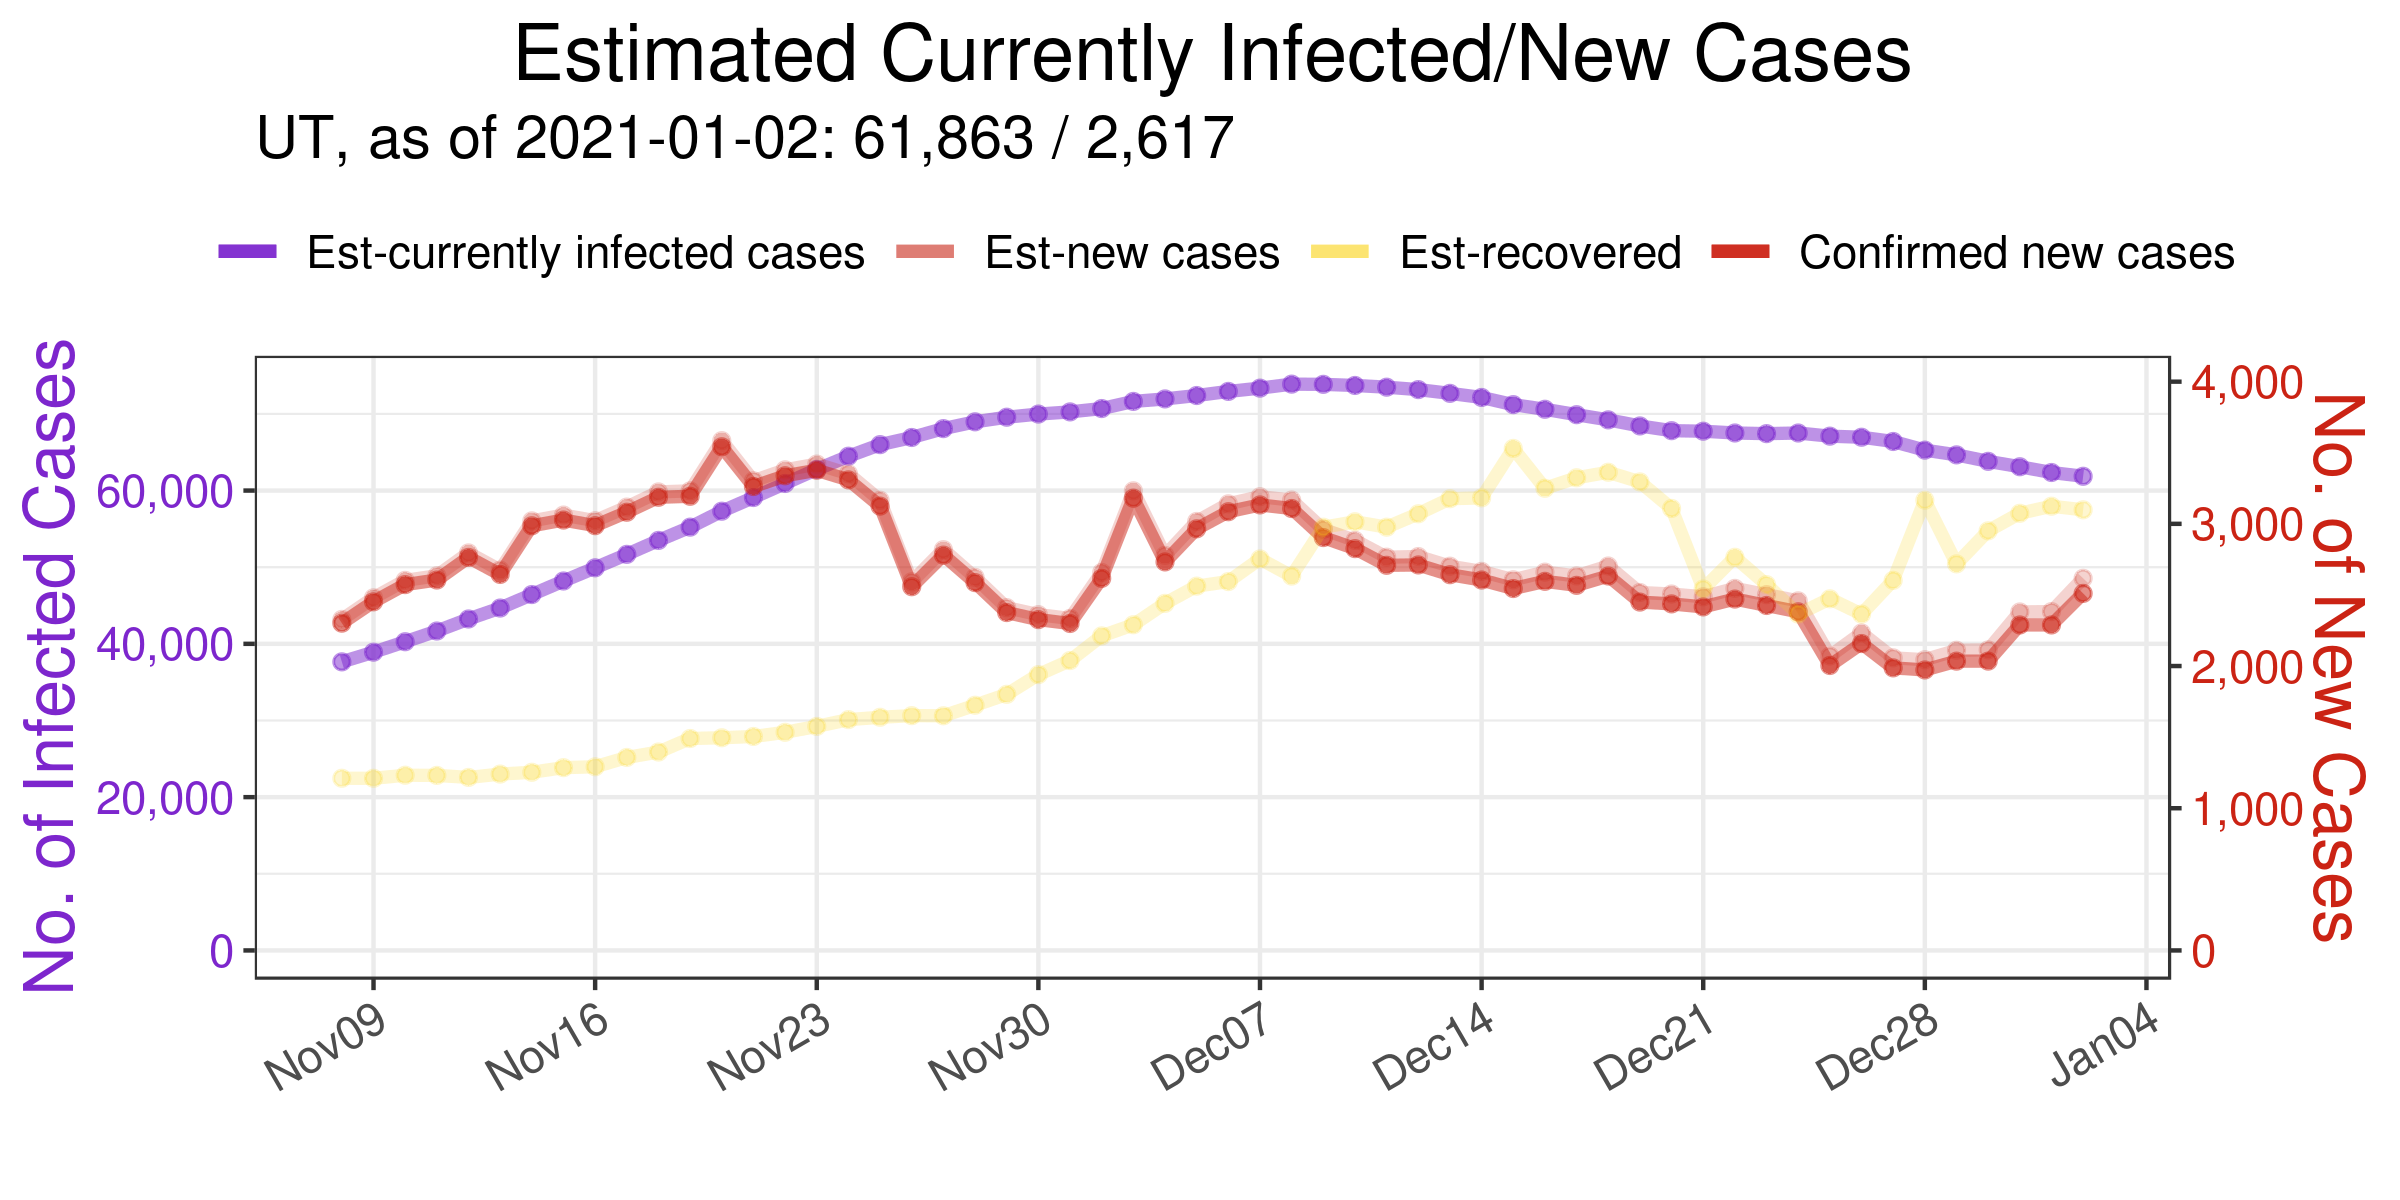 Estimated Currently Infected/New Cases
UT, as of 2021-01-02: 61,863 / 2,617
Est-currently infected cases Est-new cases Est-recovered Confirmed new cases
No. of Infected Cases
60,000
40,000
20,000
0
4,000
3,000
2,000
1,000
0
No. of New Cases
Nov09 Nov16 Nov23 Nov30 Dec07 Dec14 Dec21 Dec28 Jan04